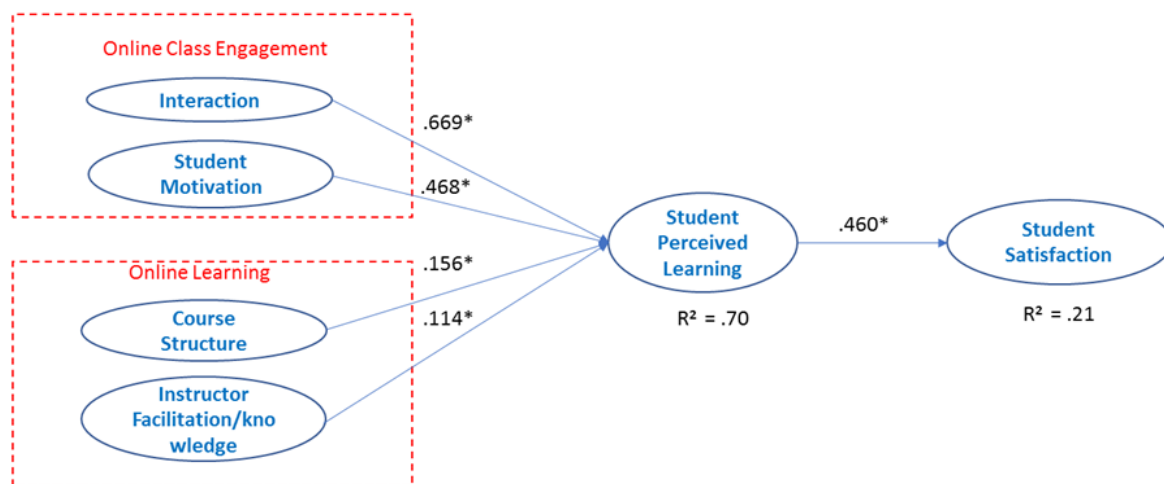 Online Class Engagement
Interaction
.669*
Student
Motivation
.468*
Online Learning
.156*
Course
Structure
.114*
Instructor
Facilitation/kno
wledge
Student
Perceived
Learning
R² = .70
.460*
Student
Satisfaction
R² = .21